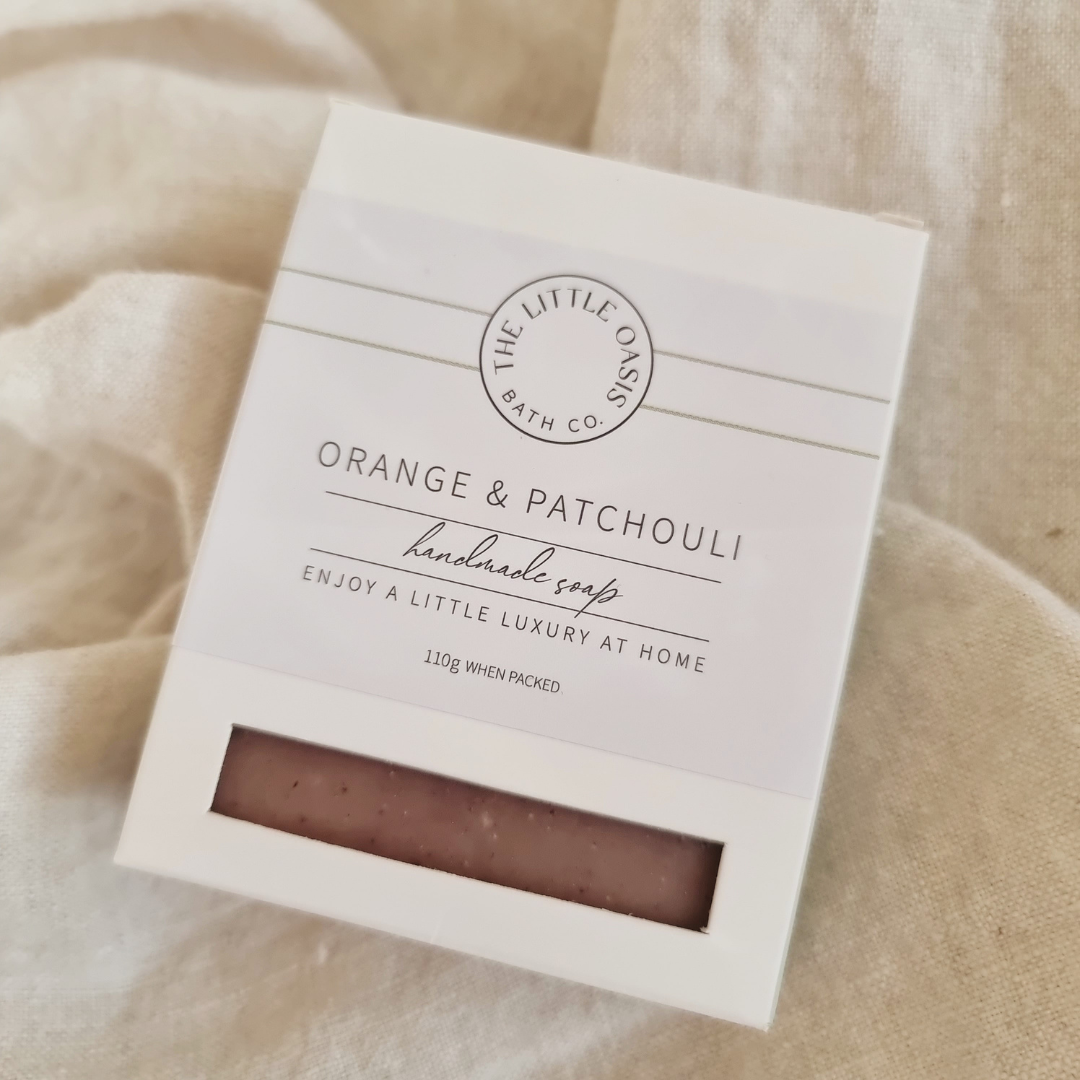 THE LITTLE OASIS
BATH CO.
ORANGE & PATCHOULI
handmade soap
ENJOY A LITTLE LUXURY AT HOME
110g WHEN PACKED